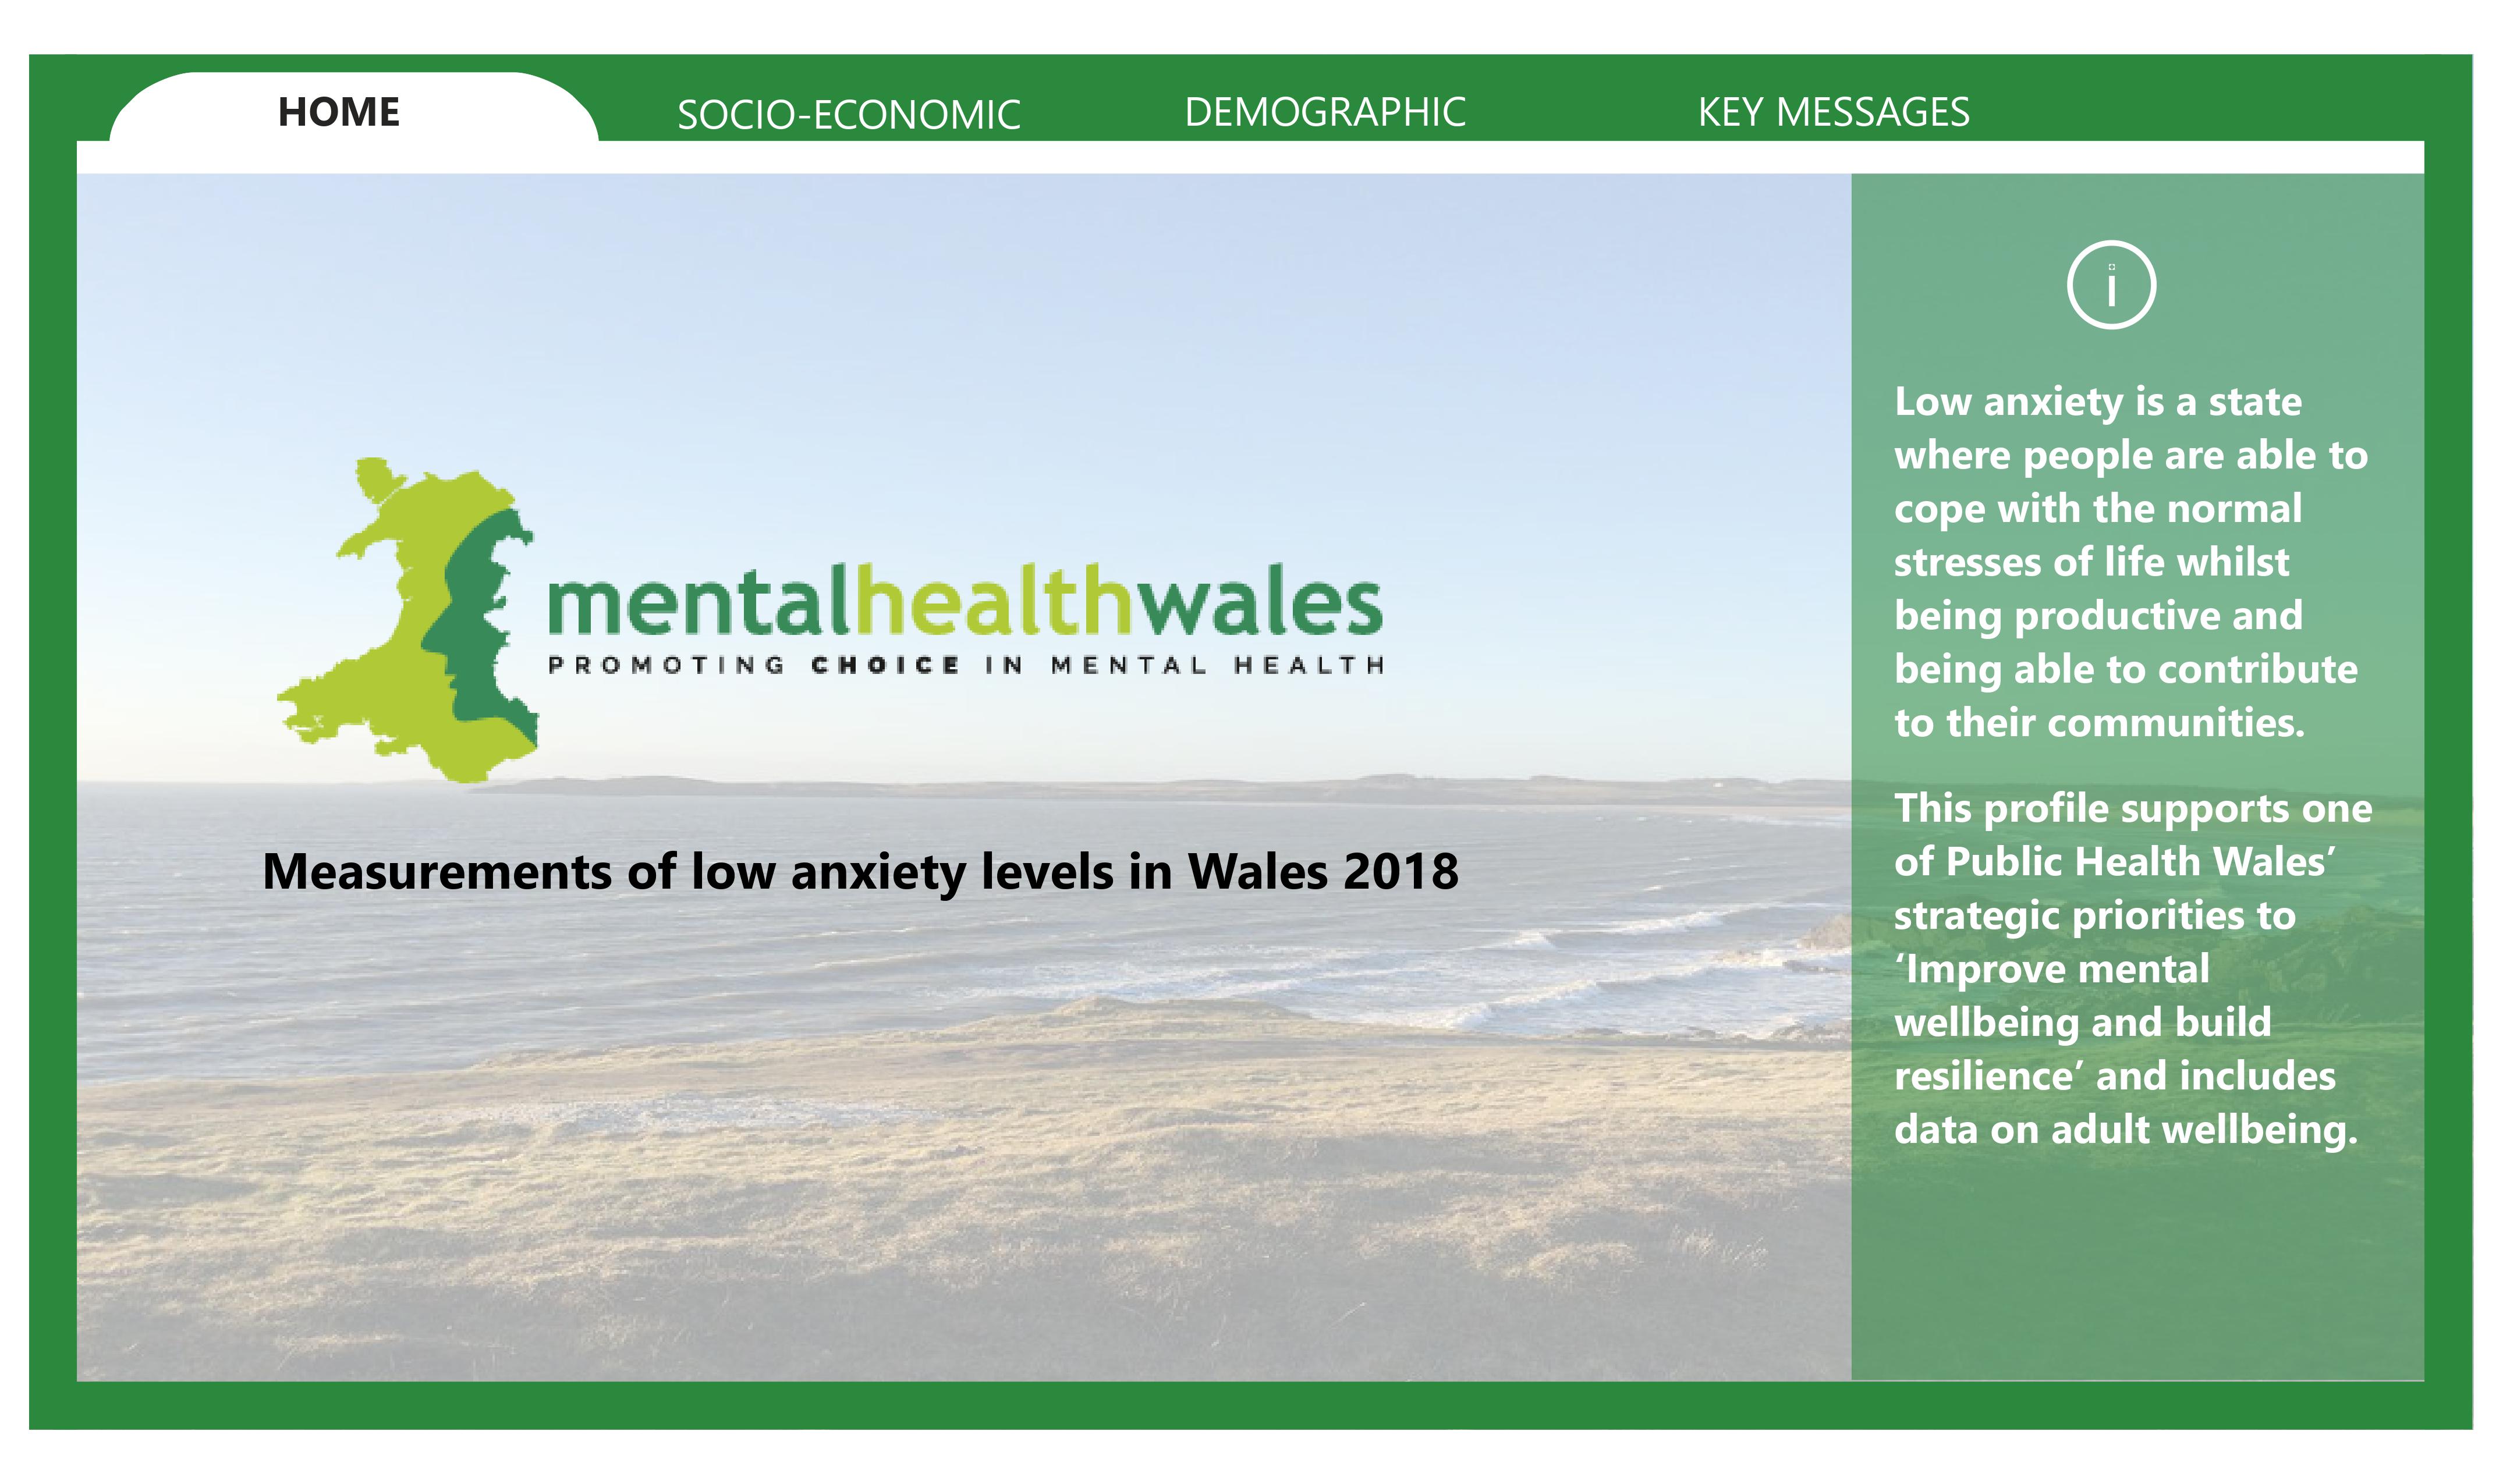 HOME
SOCIO-ECONOMIC
DEMOGRAPHIC
KEY MESSAGES
mentalhealthwales
PROMOTING CHOICE IN MENTAL HEALTH
Measurements of low anxiety levels in Wales 2018
i
Low anxiety is a state
where people are able to
cope with the normal
stresses of life whilst
being productive and
being able to contribute
to their communities.
This profile supports one
of Public Health Wales’
strategic priorities to
‘Improve mental
wellbeing and build
resilience’ and includes
data on adult wellbeing.